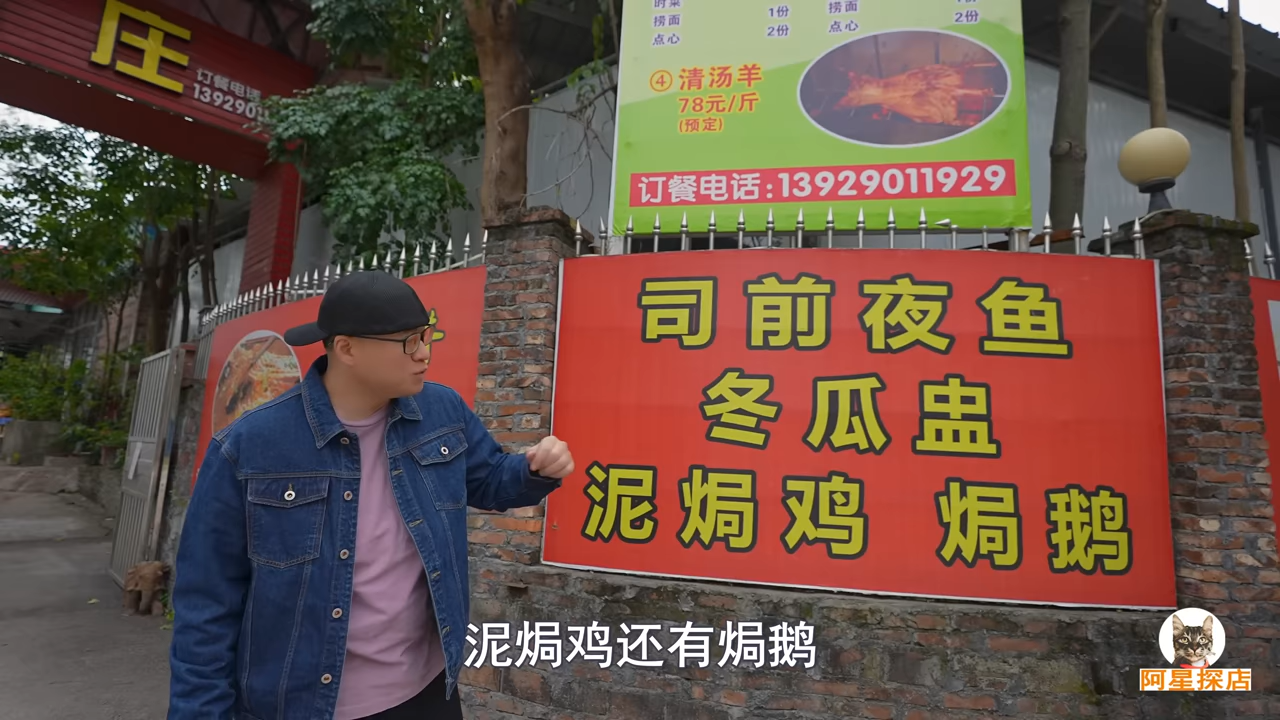 庄
订餐电话
13929011
时菜 1份
捞面
点心 2份
捞面
点心 2份
④清汤羊
78元/斤
(预定)
订餐电话:13929011929
司前夜鱼
冬瓜盅
泥焗鸡 焗鹅
泥焗鸡还有焗鹅
阿星探店